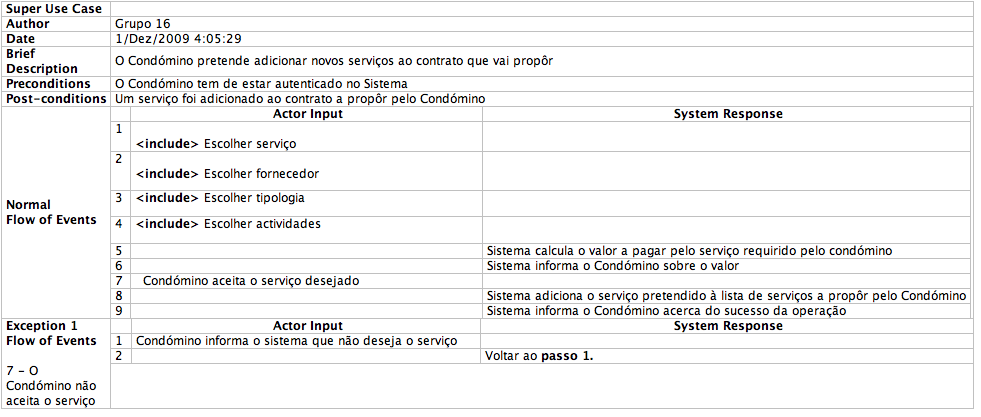 Super Use Case
Author Grupo 16
Date 1/Dez/2009 4:05:29
Brief
Description O Condómino pretende adicionar novos serviços ao contrato que vai propôr
Preconditions O Condómino tem de estar autenticado no Sistema
Post-conditions Um serviço foi adicionado ao contrato a propôr pelo Condómino
Normal
Flow of Events
Actor Input System Response
1 <include> Escolher serviço
2 <include> Escolher fornecedor
3 <include> Escolher tipologia
4 <include> Escolher actividades
5 Sistema calcula o valor a pagar pelo serviço requirido pelo condómino
6 Sistema informa o Condómino sobre o valor
7 Condómino aceita o serviço desejado
8 Sistema adiciona o serviço pretendido à lista de serviços a propôr pelo Condómino
9 Sistema informa o Condómino acerca do sucesso da operação
Exception 1
Flow of Events
7 - O
Condómino não
aceita o serviço
Actor Input System Response
1 Condómino informa o sistema que não deseja o serviço
2 Voltar ao passo 1.